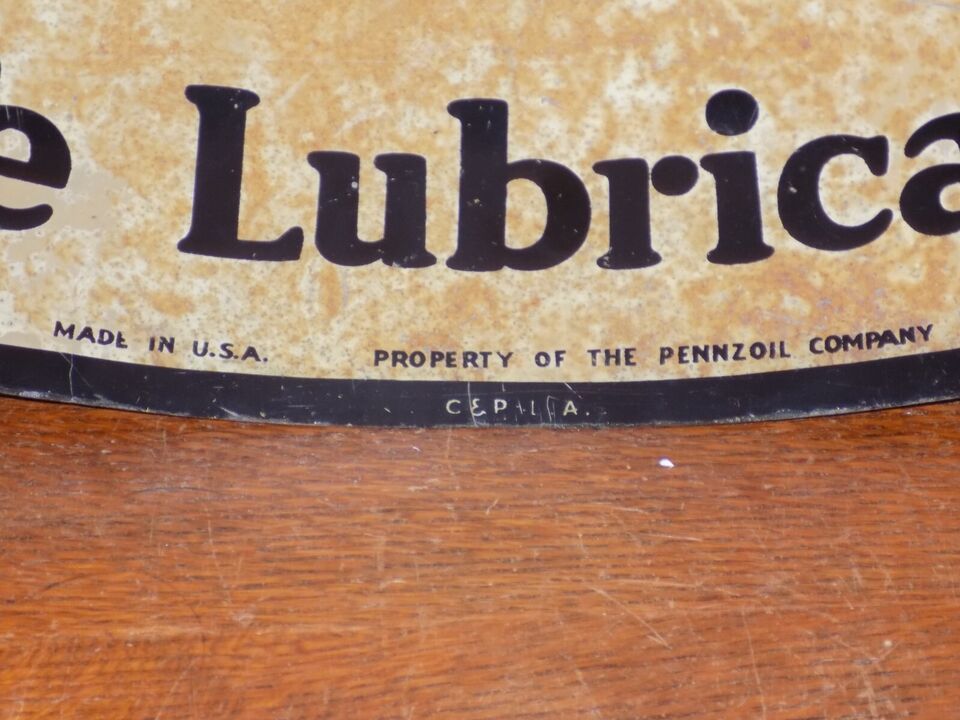 e Lubrica
MADE IN U.S.A. PROPERTY OF THE PENNZOIL COMPANY